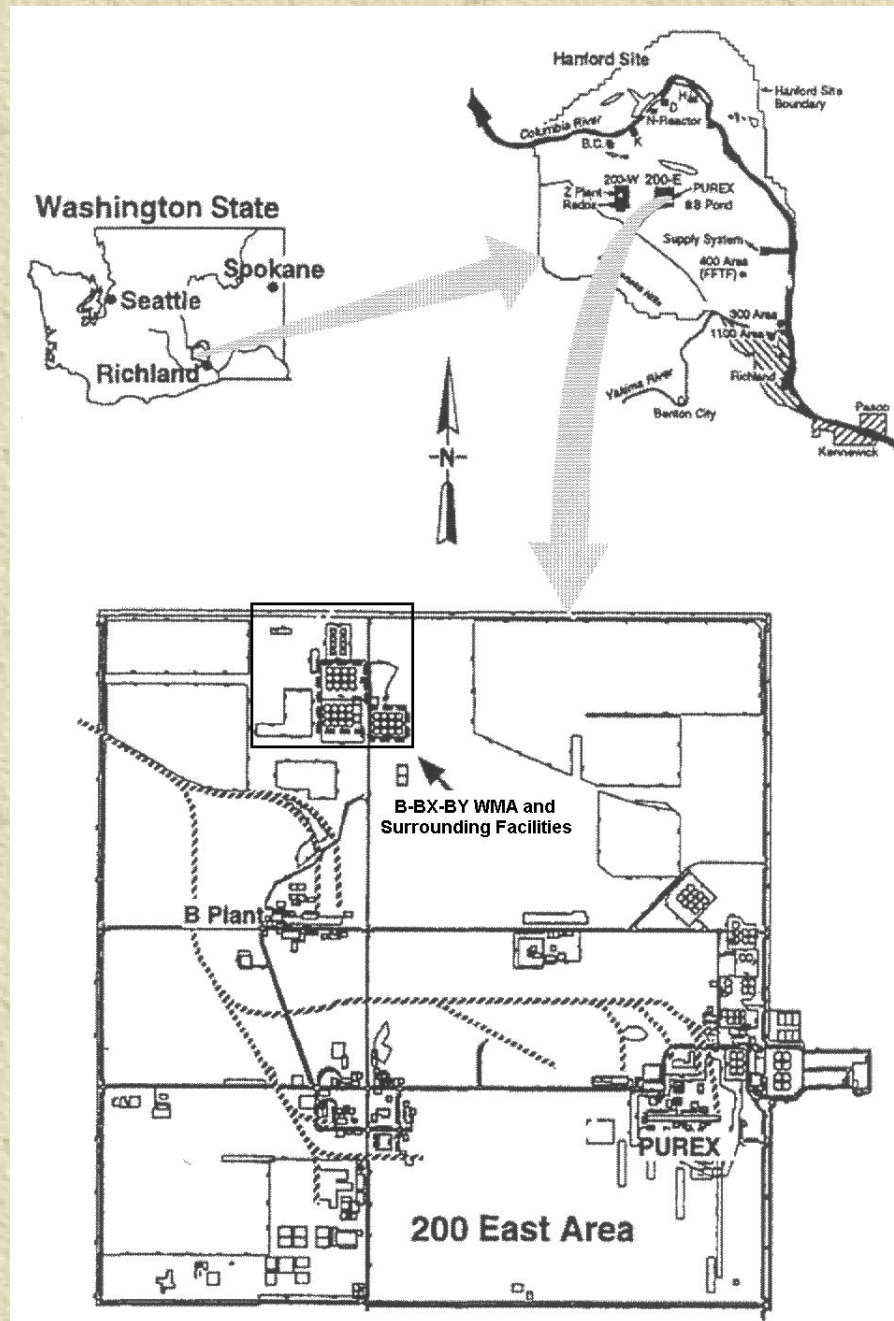 Washington State
Spokane
Seattle
Richland
Hanford Site
Hanford Site
Boundary
Columbia River
N-Reactor
D
H
K
B.C.
200-W
200-E
Z Plant
Redox
PUREX
B Pond
Supply System
400 Area
(FFTF)
300 Area
1100 Area
Richland
Yakima River
Benton City
Pasco
Kennewick
N
B-BX-BY WMA and
Surrounding Facilities
B Plant
PUREX
200 East Area